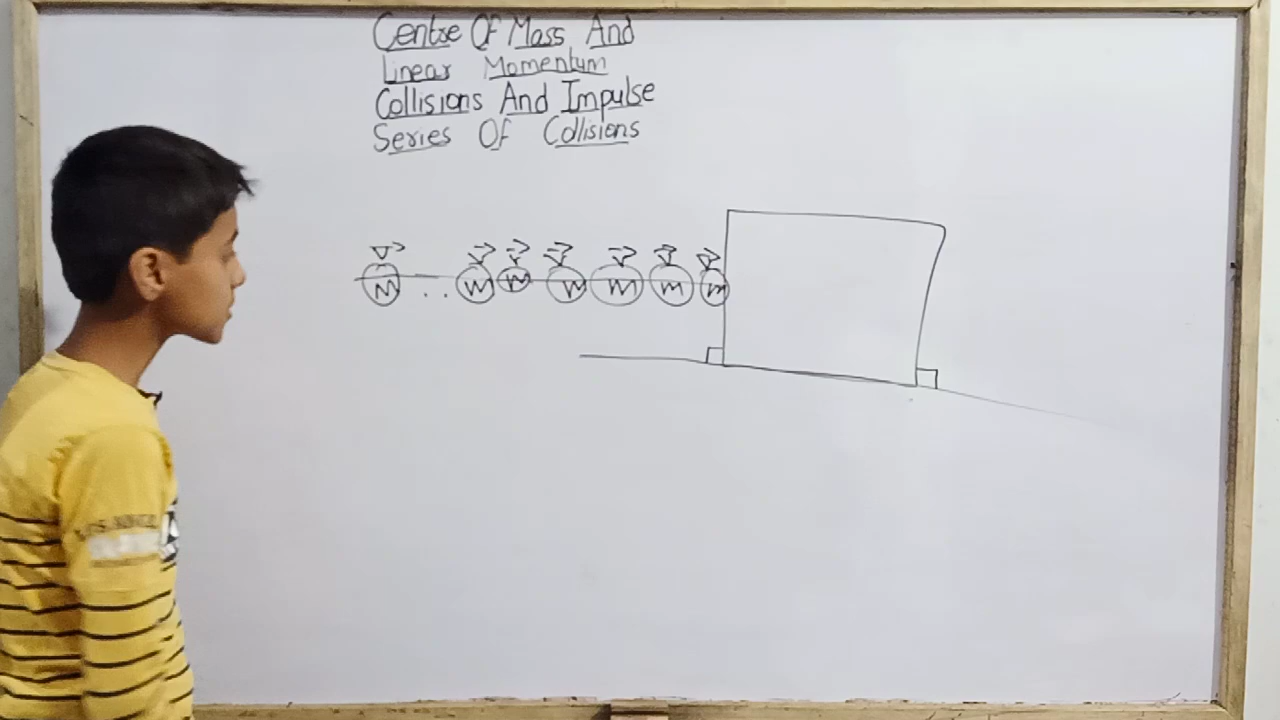 Centre Of Mass And
Linear Momentum
Collisions And Impulse
Series Of Collisions
v v v v v v v
m .. m m m m m m